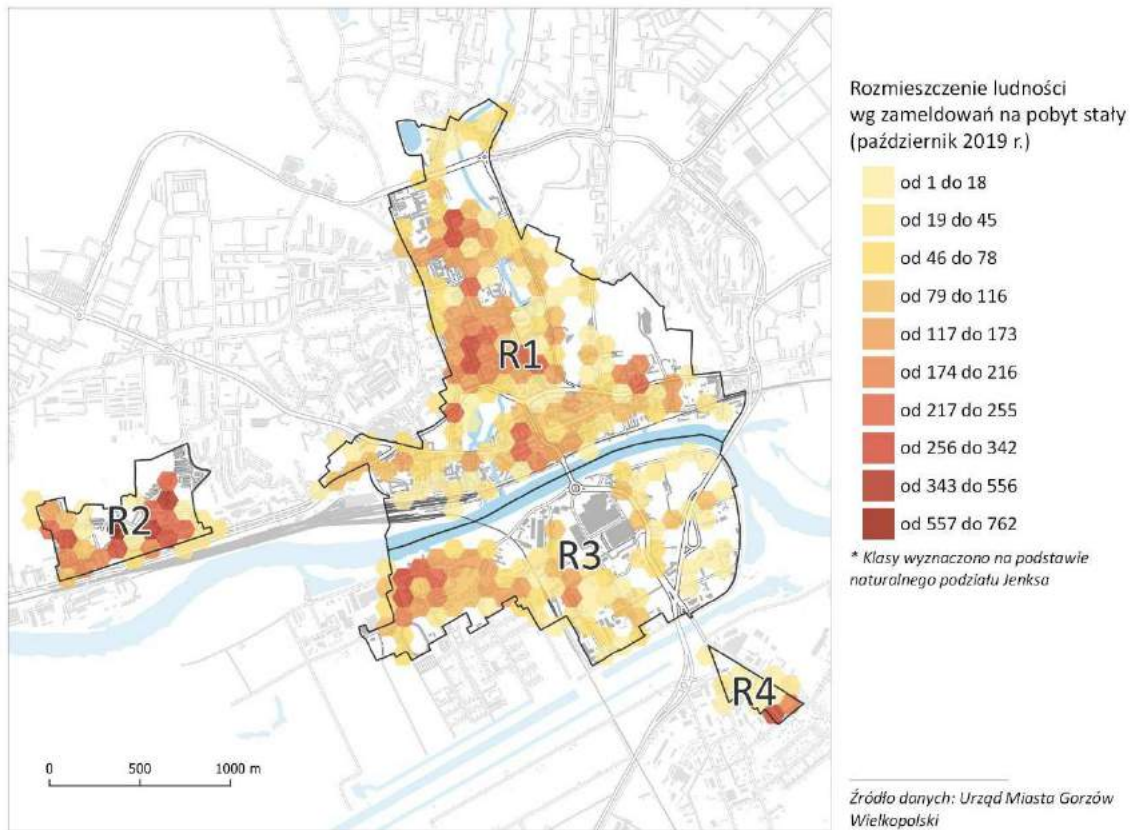 R1
R2
R3
R4
0 500 1000 m
Rozmieszczenie ludności
wg zameldowań na pobyt stały
(październik 2019 r.)
od 1 do 18
od 19 do 45
od 46 do 78
od 79 do 116
od 117 do 173
od 174 do 216
od 217 do 255
od 256 do 342
od 343 do 556
od 557 do 762
* Klasy wyznaczono na podstawie
naturalnego podziału Jenksa
Źródło danych: Urząd Miasta Gorzów
Wielkopolski